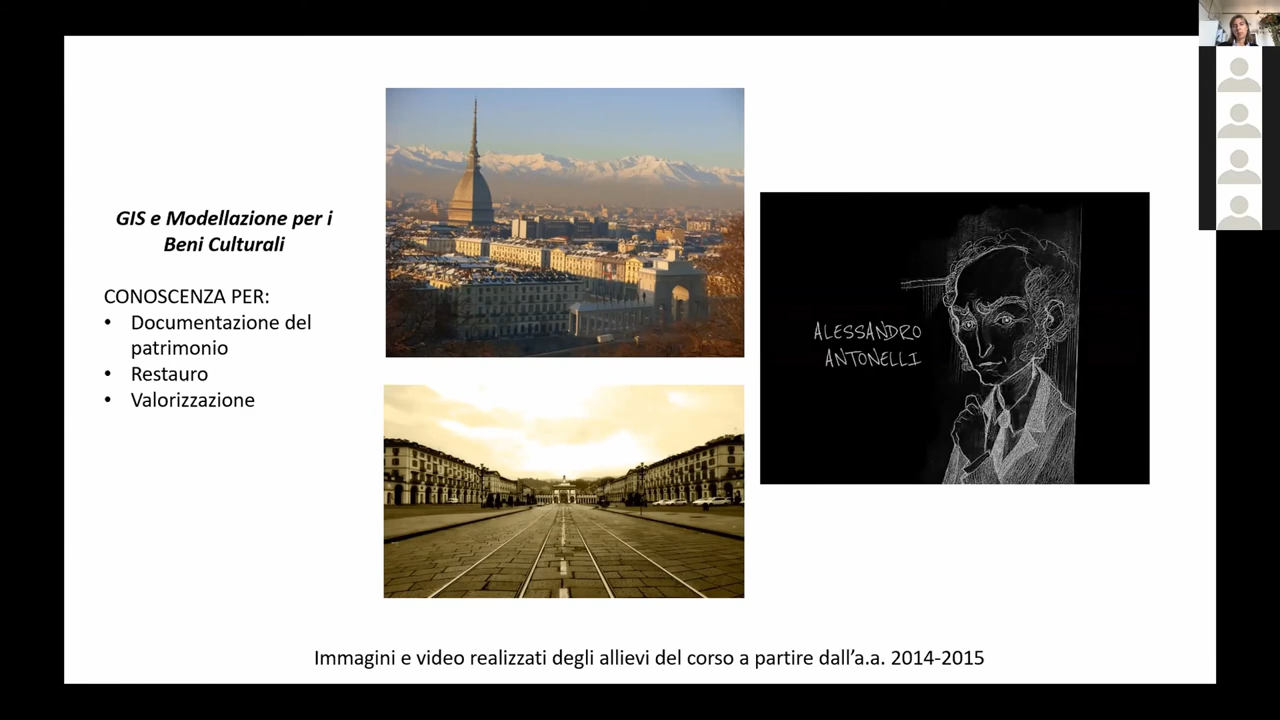 GIS e Modellazione per i
Beni Culturali
CONOSCENZA PER:
• Documentazione del
patrimonio
• Restauro
• Valorizzazione
ALESSANDRO
ANTONELLI
Immagini e video realizzati degli allievi del corso a partire dall’a.a. 2014-2015